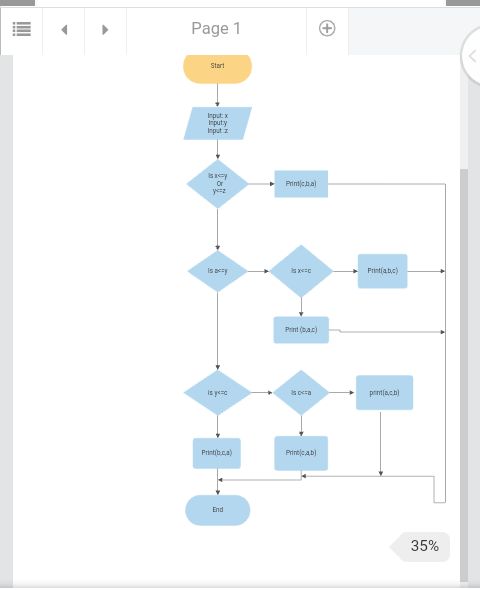 Page 1
Start
Input: x
Input:y
Input: z
Is x<=y
Or
y<=z
Print(c,b,a)
Is a<=y
Is x<=c
Print(a,b,c)
Print (b,a,c)
Is y<=c
Is c<=a
print(a,c,b)
Print(b,c,a)
Print(c,a,b)
End
35%